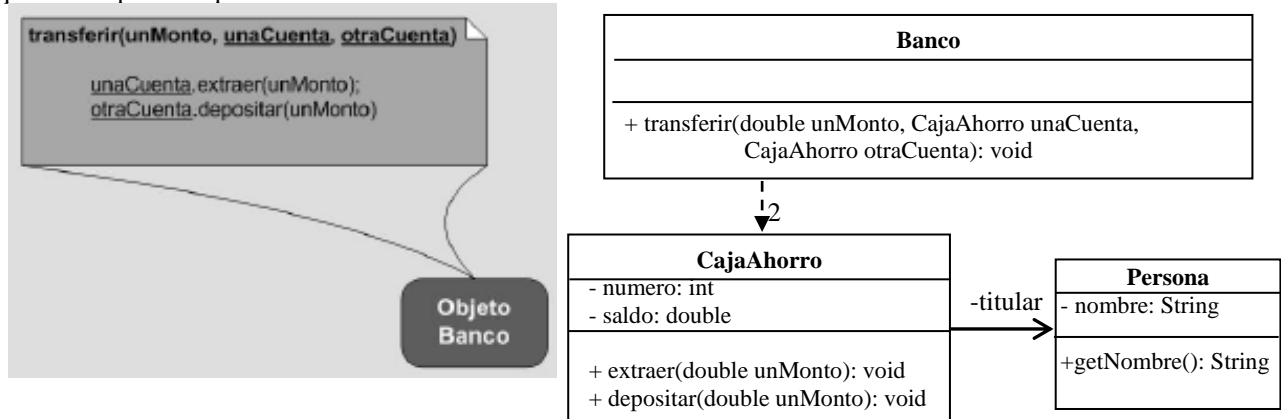 transferir(unMonto, unaCuenta, otraCuenta)
unaCuenta.extraer(unMonto);
otraCuenta.depositar(unMonto)
Objeto
Banco
Banco
+ transferir(double unMonto, CajaAhorro unaCuenta,
CajaAhorro otraCuenta): void
2
CajaAhorro
- numero: int
- saldo: double
+ extraer(double unMonto): void
+ depositar(double unMonto): void
-titular
Persona
- nombre: String
+getNombre(): String